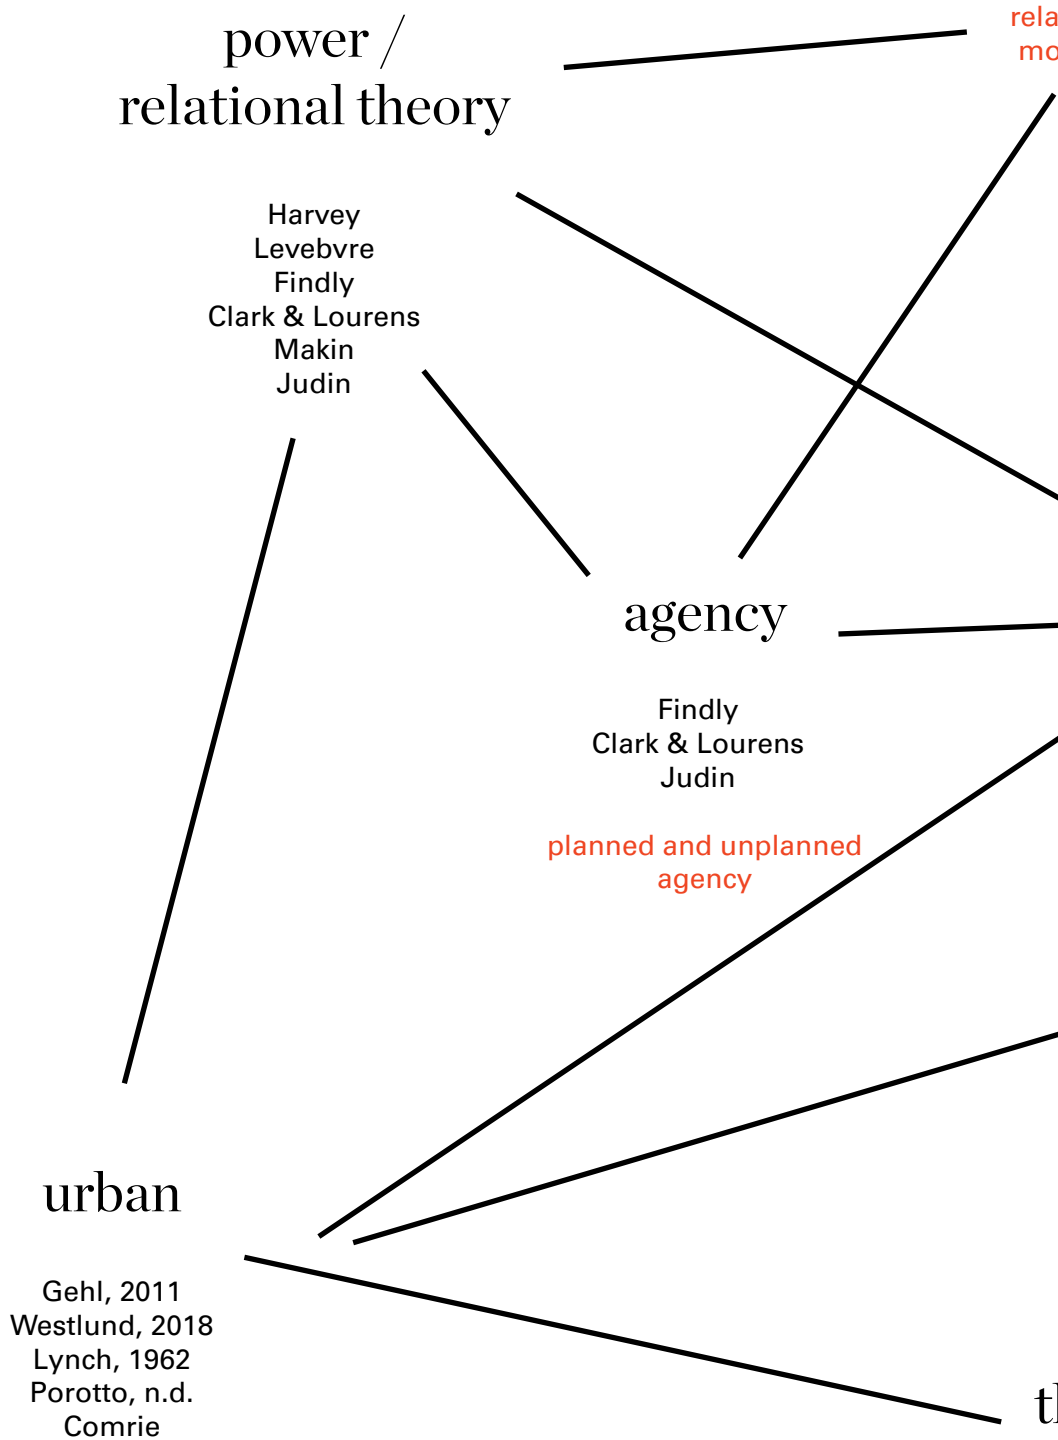 power /
relational theory
Harvey
Levebvre
Findly
Clark & Lourens
Makin
Judin
agency
Findly
Clark & Lourens
Judin
planned and unplanned
agency
urban
Gehl, 2011
Westlund, 2018
Lynch, 1962
Porotto, n.d.
Comrie